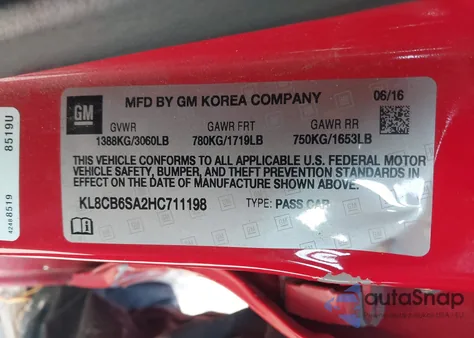 GM
MFD BY GM KOREA COMPANY
06/16
GVWR GAWR FRT GAWR RR
1388KG/3060LB 780KG/1719LB 750KG/1653LB
THIS VEHICLE CONFORMS TO ALL APPLICABLE U.S. FEDERAL MOTOR
VEHICLE SAFETY, BUMPER, AND THEFT PREVENTION STANDARDS IN
EFFECT ON THE DATE OF MANUFACTURE SHOWN ABOVE.
KL8CB6SA2HC711198 TYPE: PASS CAR
8519U
42488519
autaSnap